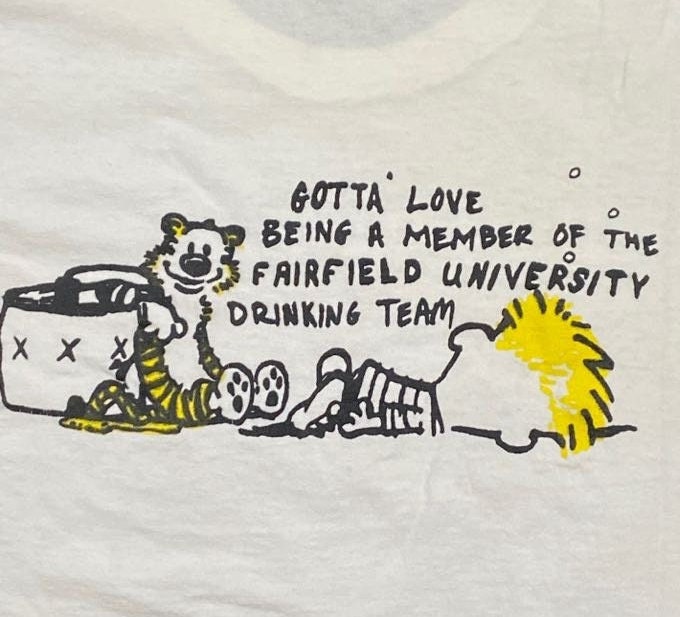 GOTTA' LOVE
BEING A MEMBER OF THE
FAIRFIELD UNIVERSITY
DRINKING TEAM
X X X